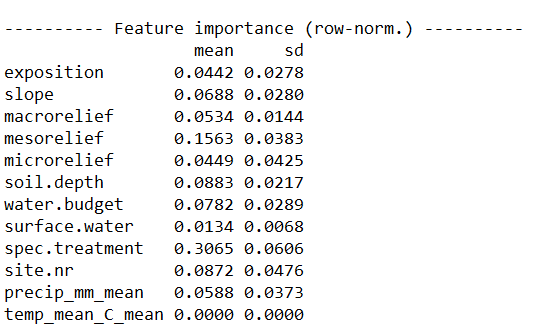 ---------- Feature importance (row-norm.) ----------
mean sd
exposition 0.0442 0.0278
slope 0.0688 0.0280
macrorelief 0.0534 0.0144
mesorelief 0.1563 0.0383
microrelief 0.0449 0.0425
soil.depth 0.0883 0.0217
water.budget 0.0782 0.0289
surface.water 0.0134 0.0068
spec.treatment 0.3065 0.0606
site.nr 0.0872 0.0476
precip_mm_mean 0.0588 0.0373
temp_mean_C_mean 0.0000 0.0000